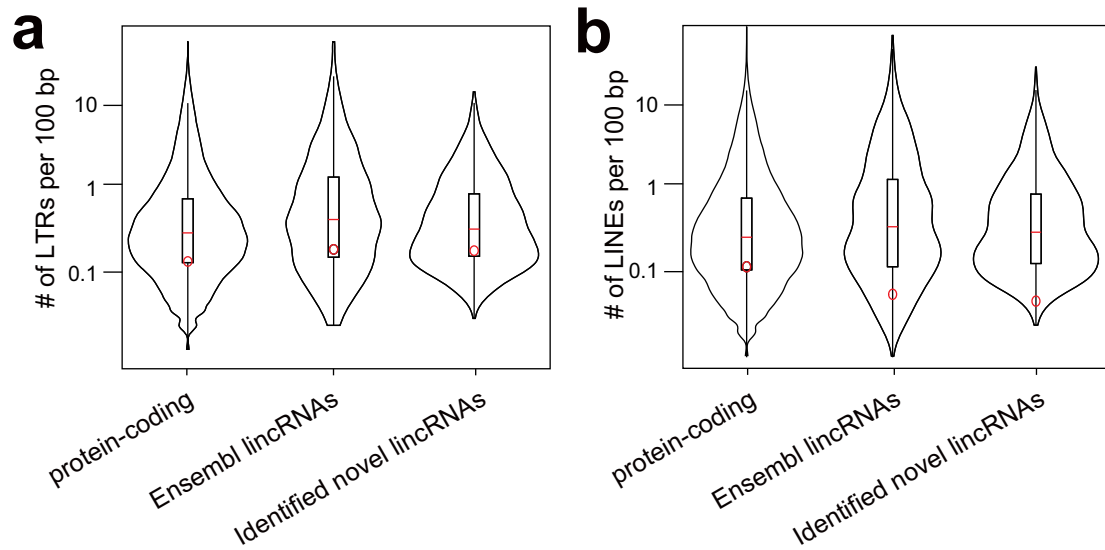 a
# of LTRs per 100 bp
10
1
0.1
protein-coding
Ensembl lincRNAs
Identified novel lincRNAs
b
# of LINEs per 100 bp
10
1
0.1
protein-coding
Ensembl lincRNAs
Identified novel lincRNAs